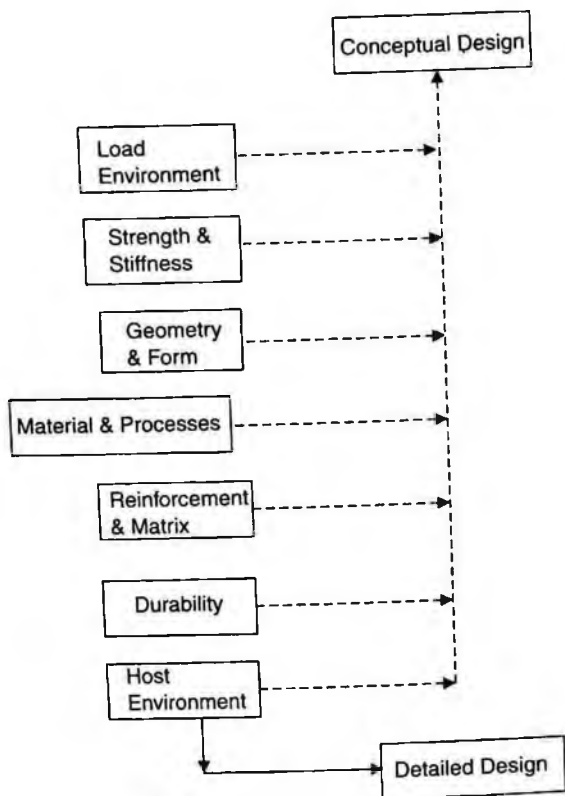 Conceptual Design
Load
Environment
Strength &
Stiffness
Geometry
& Form
Material & Processes
Reinforcement
& Matrix
Durability
Host
Environment
Detailed Design